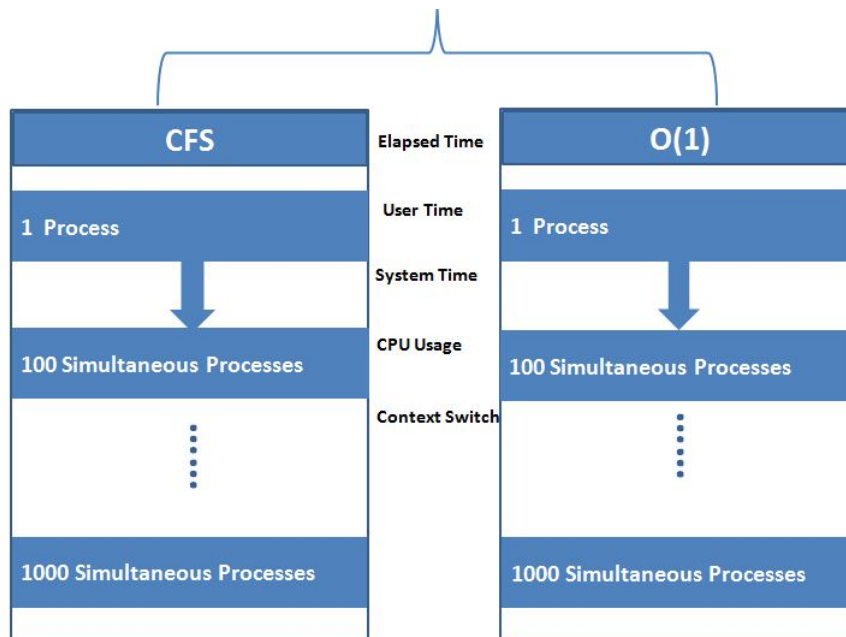 CFS
1 Process
100 Simultaneous Processes
1000 Simultaneous Processes
Elapsed Time
User Time
System Time
CPU Usage
Context Switch
O(1)
1 Process
100 Simultaneous Processes
1000 Simultaneous Processes